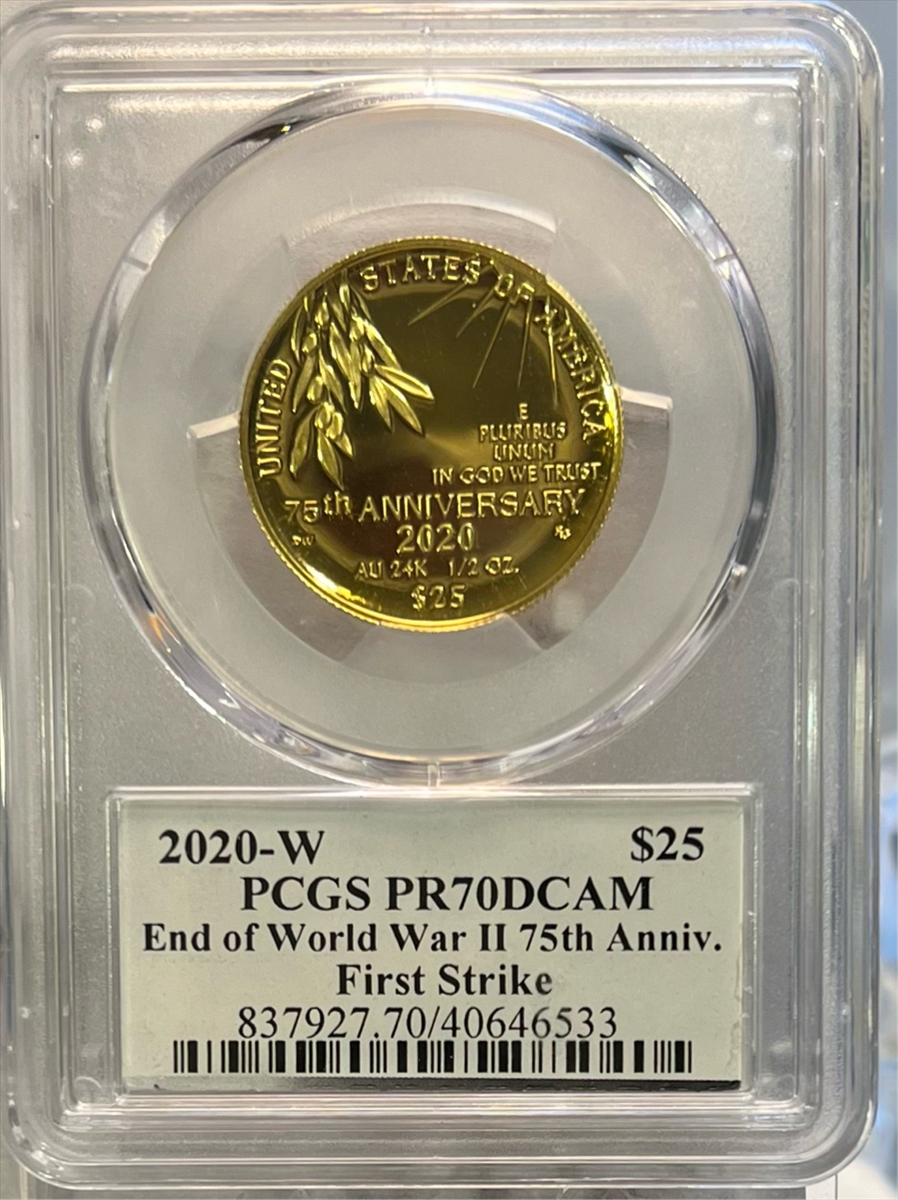 UNITED STATES OF AMERICA
E
PLURIBUS
UNUM
IN GOD WE TRUST
75th ANNIVERSARY
2020
AU 24K 1/2 OZ.
$25
2020-W $25
PCGS PR70DCAM
End of World War II 75th Anniv.
First Strike
837927.70/40646533